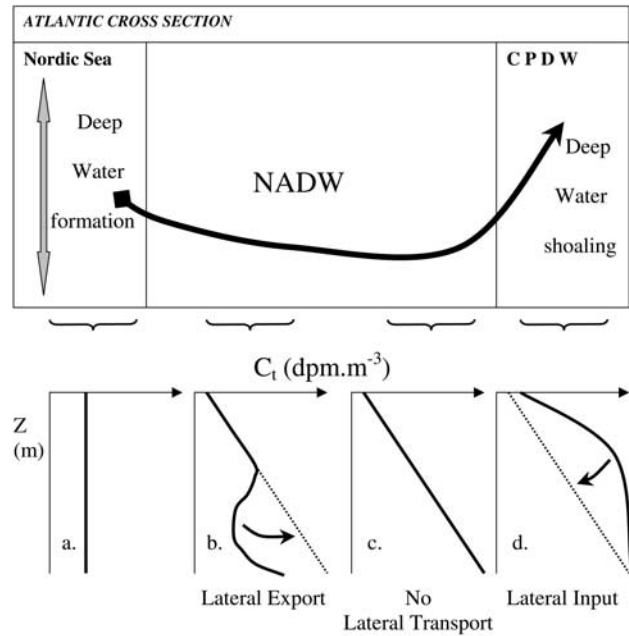 ATLANTIC CROSS SECTION
Nordic Sea
C P D W
Deep
Water
formation
NADW
Deep
Water
shoaling
Cₜ (dpm.m⁻³)
Z
(m)
a.
b.
c.
d.
Lateral Export
No
Lateral Transport
Lateral Input